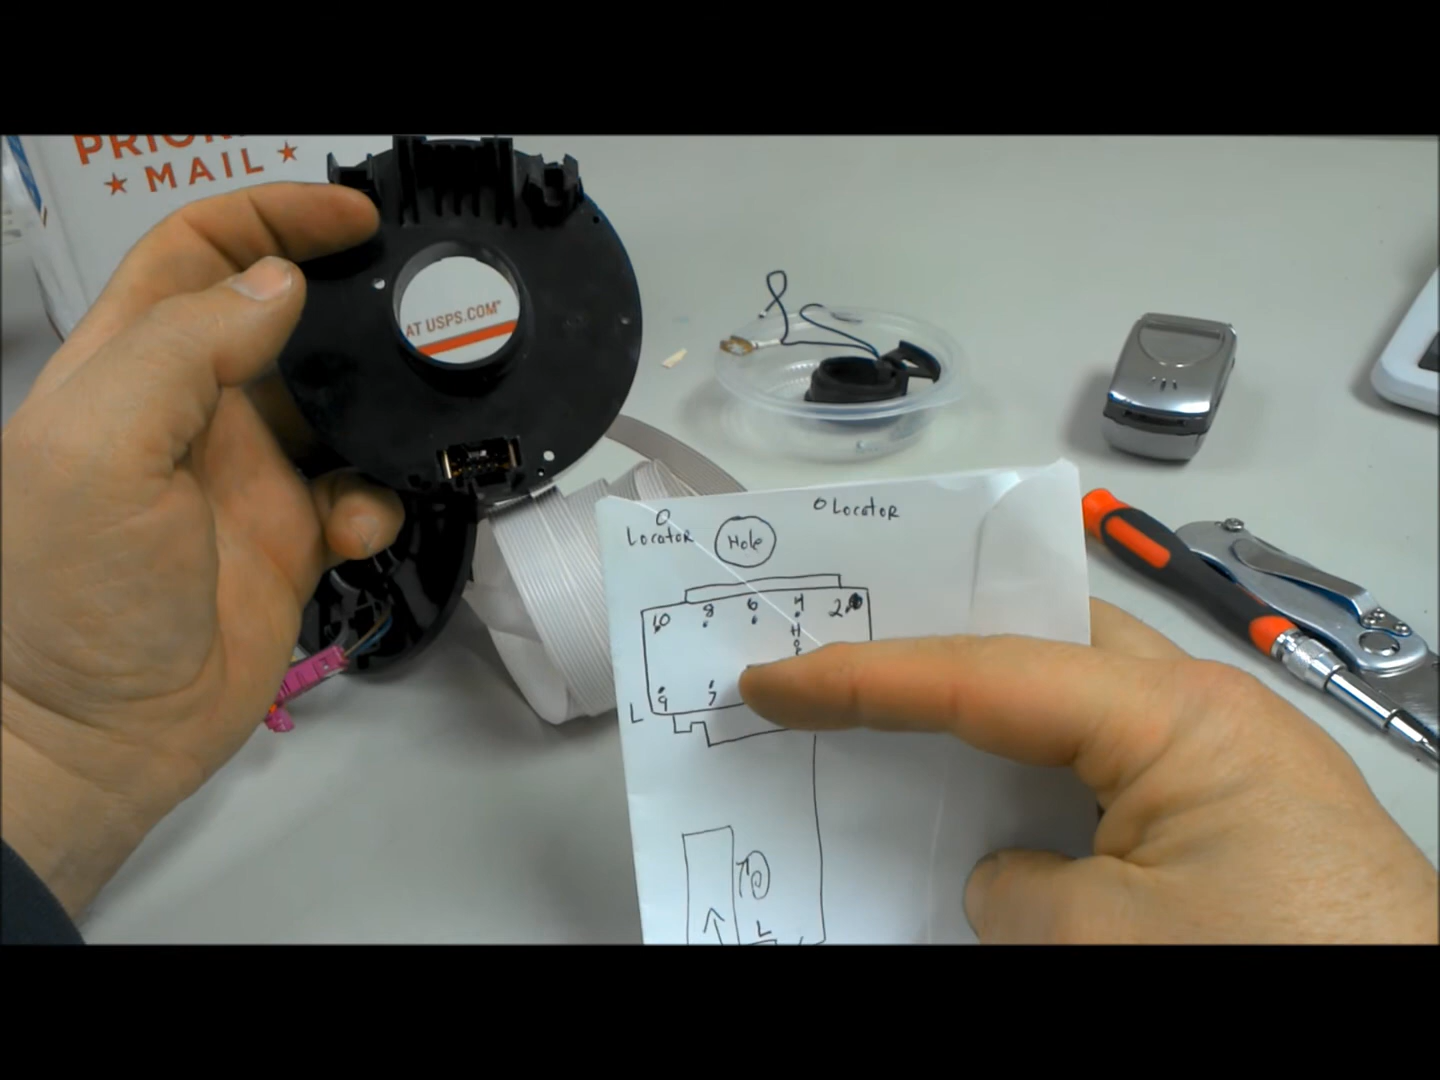 PRIORI
★ MAIL ★
AT USPS.COM*
O Locator
Locator
Hole
10 8 6 4 2
H
9 7
L
L